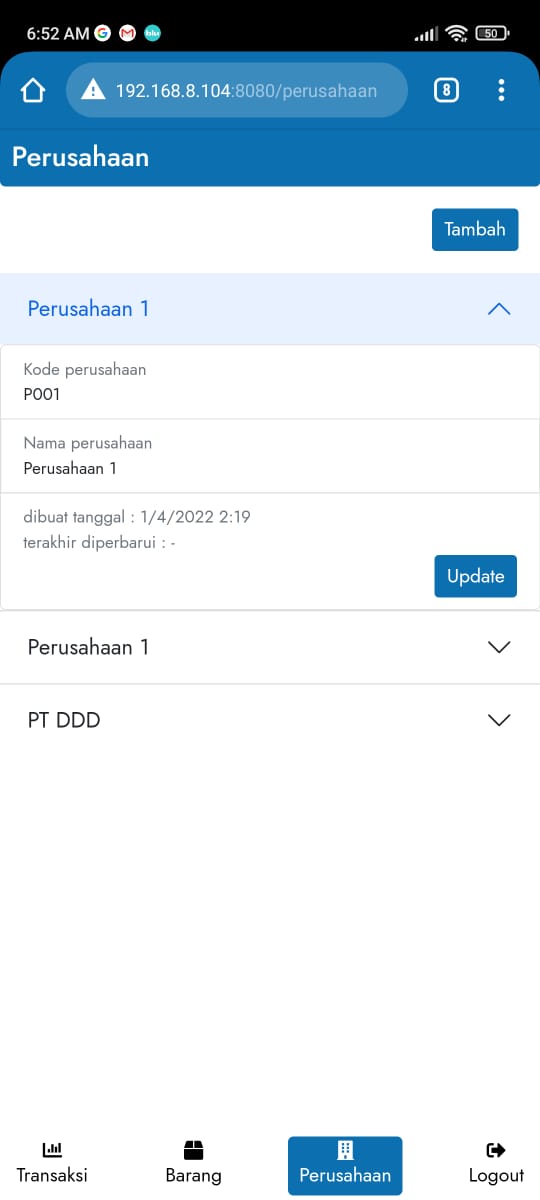 6:52 AM
blu
50
192.168.8.104:8080/perusahaan
8
Perusahaan
Tambah
Perusahaan 1
Kode perusahaan
P001
Nama perusahaan
Perusahaan 1
dibuat tanggal : 1/4/2022 2:19
terakhir diperbarui : -
Update
Perusahaan 1
PT DDD
Transaksi
Barang
Perusahaan
Logout